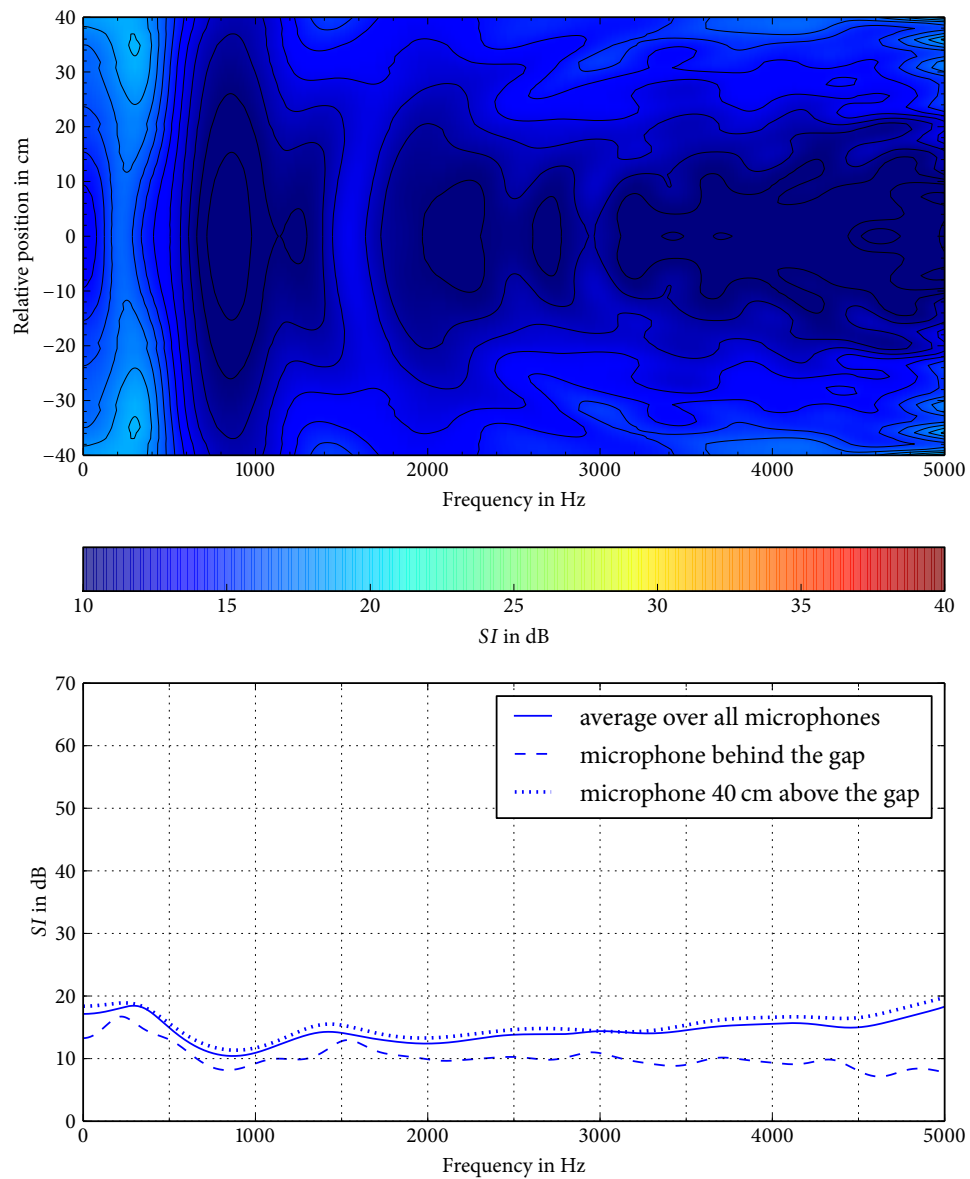 40
30
20
10
0
−10
−20
−30
−40
Relative position in cm
0 1000 2000 3000 4000 5000
Frequency in Hz
10 15 20 25 30 35 40
SI in dB
70
60
50
40
30
20
10
0
SI in dB
average over all microphones
microphone behind the gap
microphone 40 cm above the gap
0 1000 2000 3000 4000 5000
Frequency in Hz